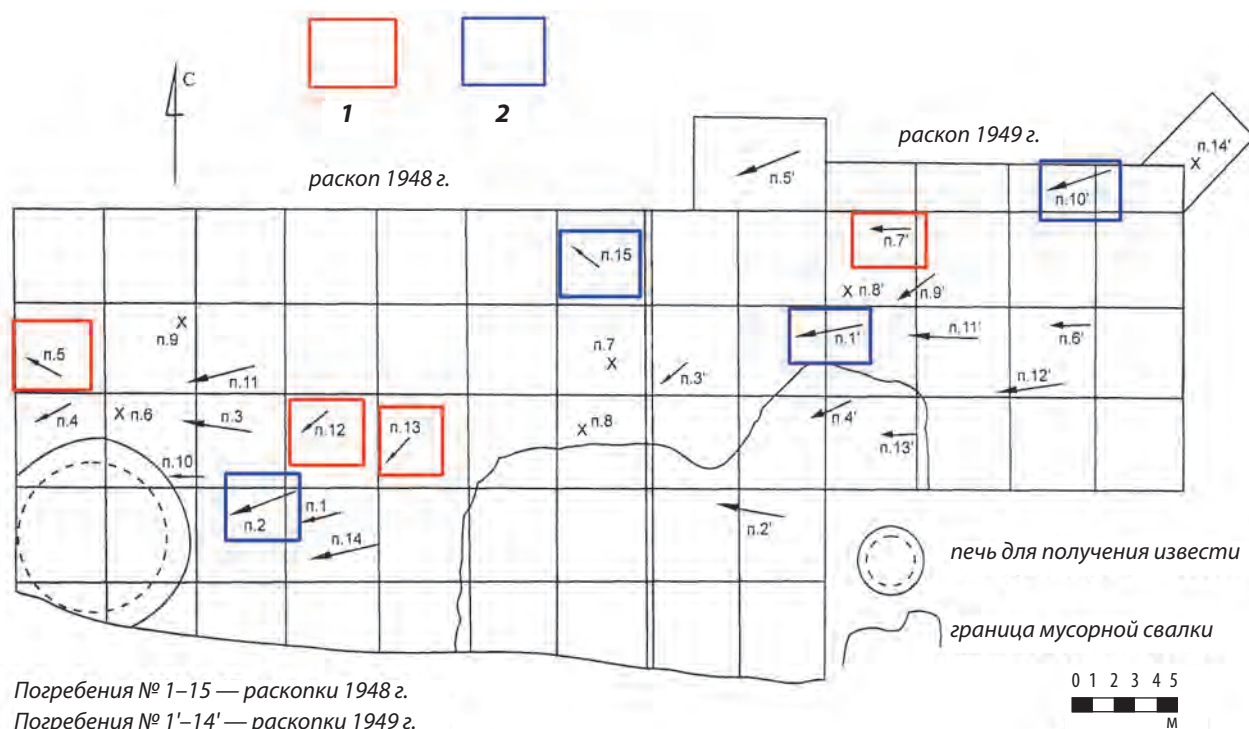 1
2
С
раскоп 1949 г.
п.14'
раскоп 1948 г.
п.5'
п.10'
п.15
п.7'
X п.8'
п.9'
X
п.9
п.5
п.11
п.7
X
п.3'
п.1'
п.11'
п.6'
п.12'
п.4
X п.6
п.3
п.12
п.13
X п.8
п.4'
п.13'
п.10
п.2
п.1
п.14
п.2'
X
печь для получения извести
граница мусорной свалки
0 1 2 3 4 5
М
Погребения № 1–15 — раскопки 1948 г.
Погребения № 1'–14' — раскопки 1949 г.